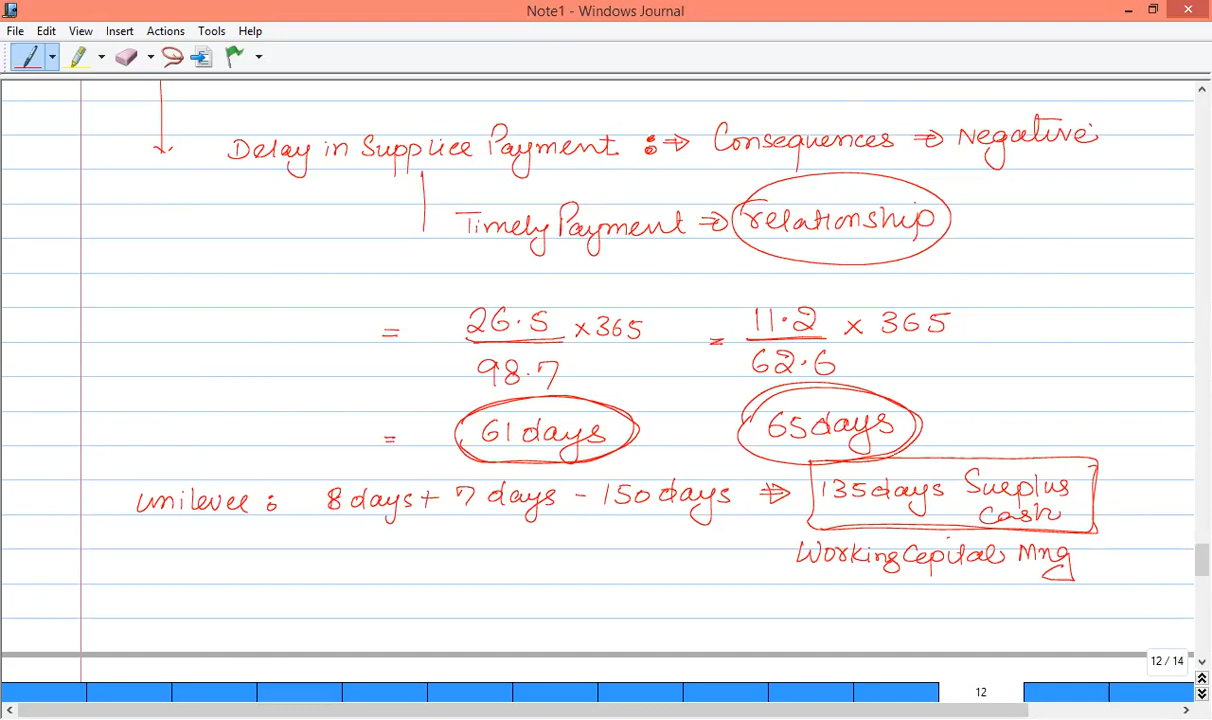 Note1 - Windows Journal
File Edit View Insert Actions Tools Help
Delay in Supplier Payment :⇒ Consequences ⇒ Negative
Timely Payment ⇒ relationship
= 26.5 / 98.7 × 365 = 11.2 / 62.6 × 365
= 61 days 65 days
Unilever : 8 days + 7 days - 150 days ⇒ 135 days Surplus
Cash
Working Capital Mng
12 / 14
12